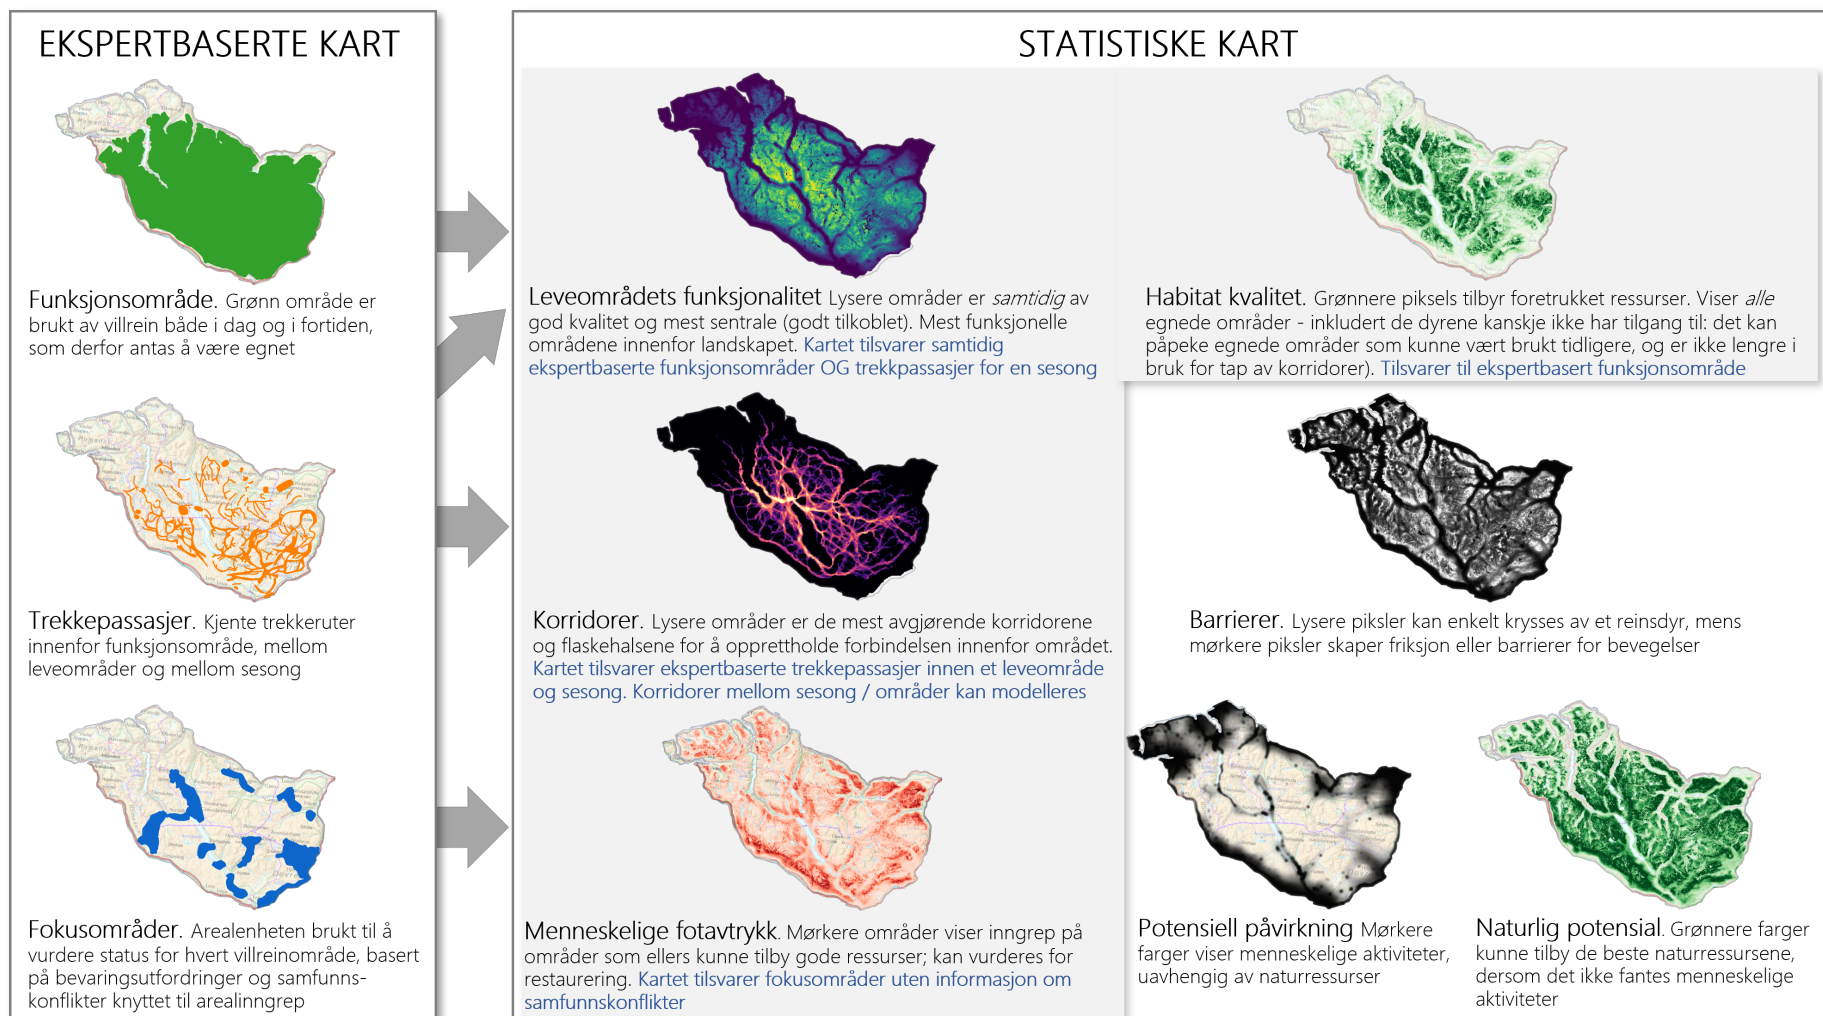 EKSPERTBASERTE KART
Funksjonsområde. Grønn område er
brukt av villrein både i dag og i fortiden,
som derfor antas å være egnet
Trekkepassasjer. Kjente trekkeruter
innenfor funksjonsområde, mellom
leveområder og mellom sesong
Fokusområder. Arealenheten brukt til å
vurdere status for hvert villreinområde, basert
på bevaringsutfordringer og samfunns-
konflikter knyttet til arealinngrep
STATISTISKE KART
Leveområdets funksjonalitet Lysere områder er samtidig av
god kvalitet og mest sentrale (godt tilkoblet). Mest funksjonelle
områdene innenfor landskapet. Kartet tilsvarer samtidig
ekspertbaserte funksjonsområder OG trekkpassasjer for en sesong
Habitat kvalitet. Grønnere piksels tilbyr foretrukket ressurser. Viser alle
egnede områder - inkludert de dyrene kanskje ikke har tilgang til: det kan
påpeke egnede områder som kunne vært brukt tidligere, og er ikke lengre i
bruk for tap av korridorer). Tilsvarer til ekspertbasert funksjonsområde
Korridorer. Lysere områder er de mest avgjørende korridorene
og flaskehalsene for å opprettholde forbindelsen innenfor området.
Kartet tilsvarer ekspertbaserte trekkepassasjer innen et leveområde
og sesong. Korridorer mellom sesong / områder kan modelleres
Barrierer. Lysere piksler kan enkelt krysses av et reinsdyr, mens
mørkere piksler skaper friksjon eller barrierer for bevegelser
Menneskelige fotavtrykk. Mørkere områder viser inngrep på
områder som ellers kunne tilby gode ressurser; kan vurderes for
restaurering. Kartet tilsvarer fokusområder uten informasjon om
samfunnskonflikter
Potensiell påvirkning Mørkere
farger viser menneskelige aktiviteter,
uavhengig av naturressurser
Naturlig potensial. Grønnere farger
kunne tilby de beste naturressursene,
dersom det ikke fantes menneskelige
aktiviteter